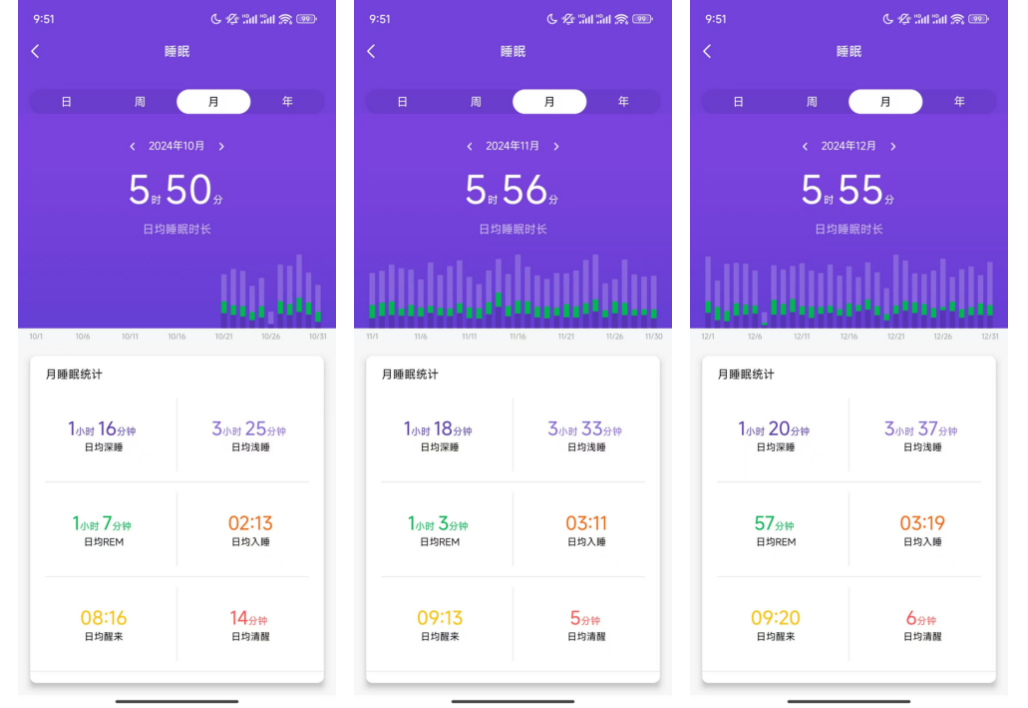 9:51
99
睡眠
日 周 月 年
2024年10月
5时50分
日均睡眠时长
10/1 10/6 10/11 10/16 10/21 10/26 10/31
月睡眠统计
1小时16分钟 3小时25分钟
日均深睡 日均浅睡
1小时7分钟 02:13
日均REM 日均入睡
08:16 14分钟
日均醒来 日均清醒
9:51
99
睡眠
日 周 月 年
2024年11月
5时56分
日均睡眠时长
11/1 11/6 11/11 11/16 11/21 11/26 11/30
月睡眠统计
1小时18分钟 3小时33分钟
日均深睡 日均浅睡
1小时3分钟 03:11
日均REM 日均入睡
09:13 5分钟
日均醒来 日均清醒
9:51
99
睡眠
日 周 月 年
2024年12月
5时55分
日均睡眠时长
12/1 12/6 12/11 12/16 12/21 12/26 12/31
月睡眠统计
1小时20分钟 3小时37分钟
日均深睡 日均浅睡
57分钟 03:19
日均REM 日均入睡
09:20 6分钟
日均醒来 日均清醒